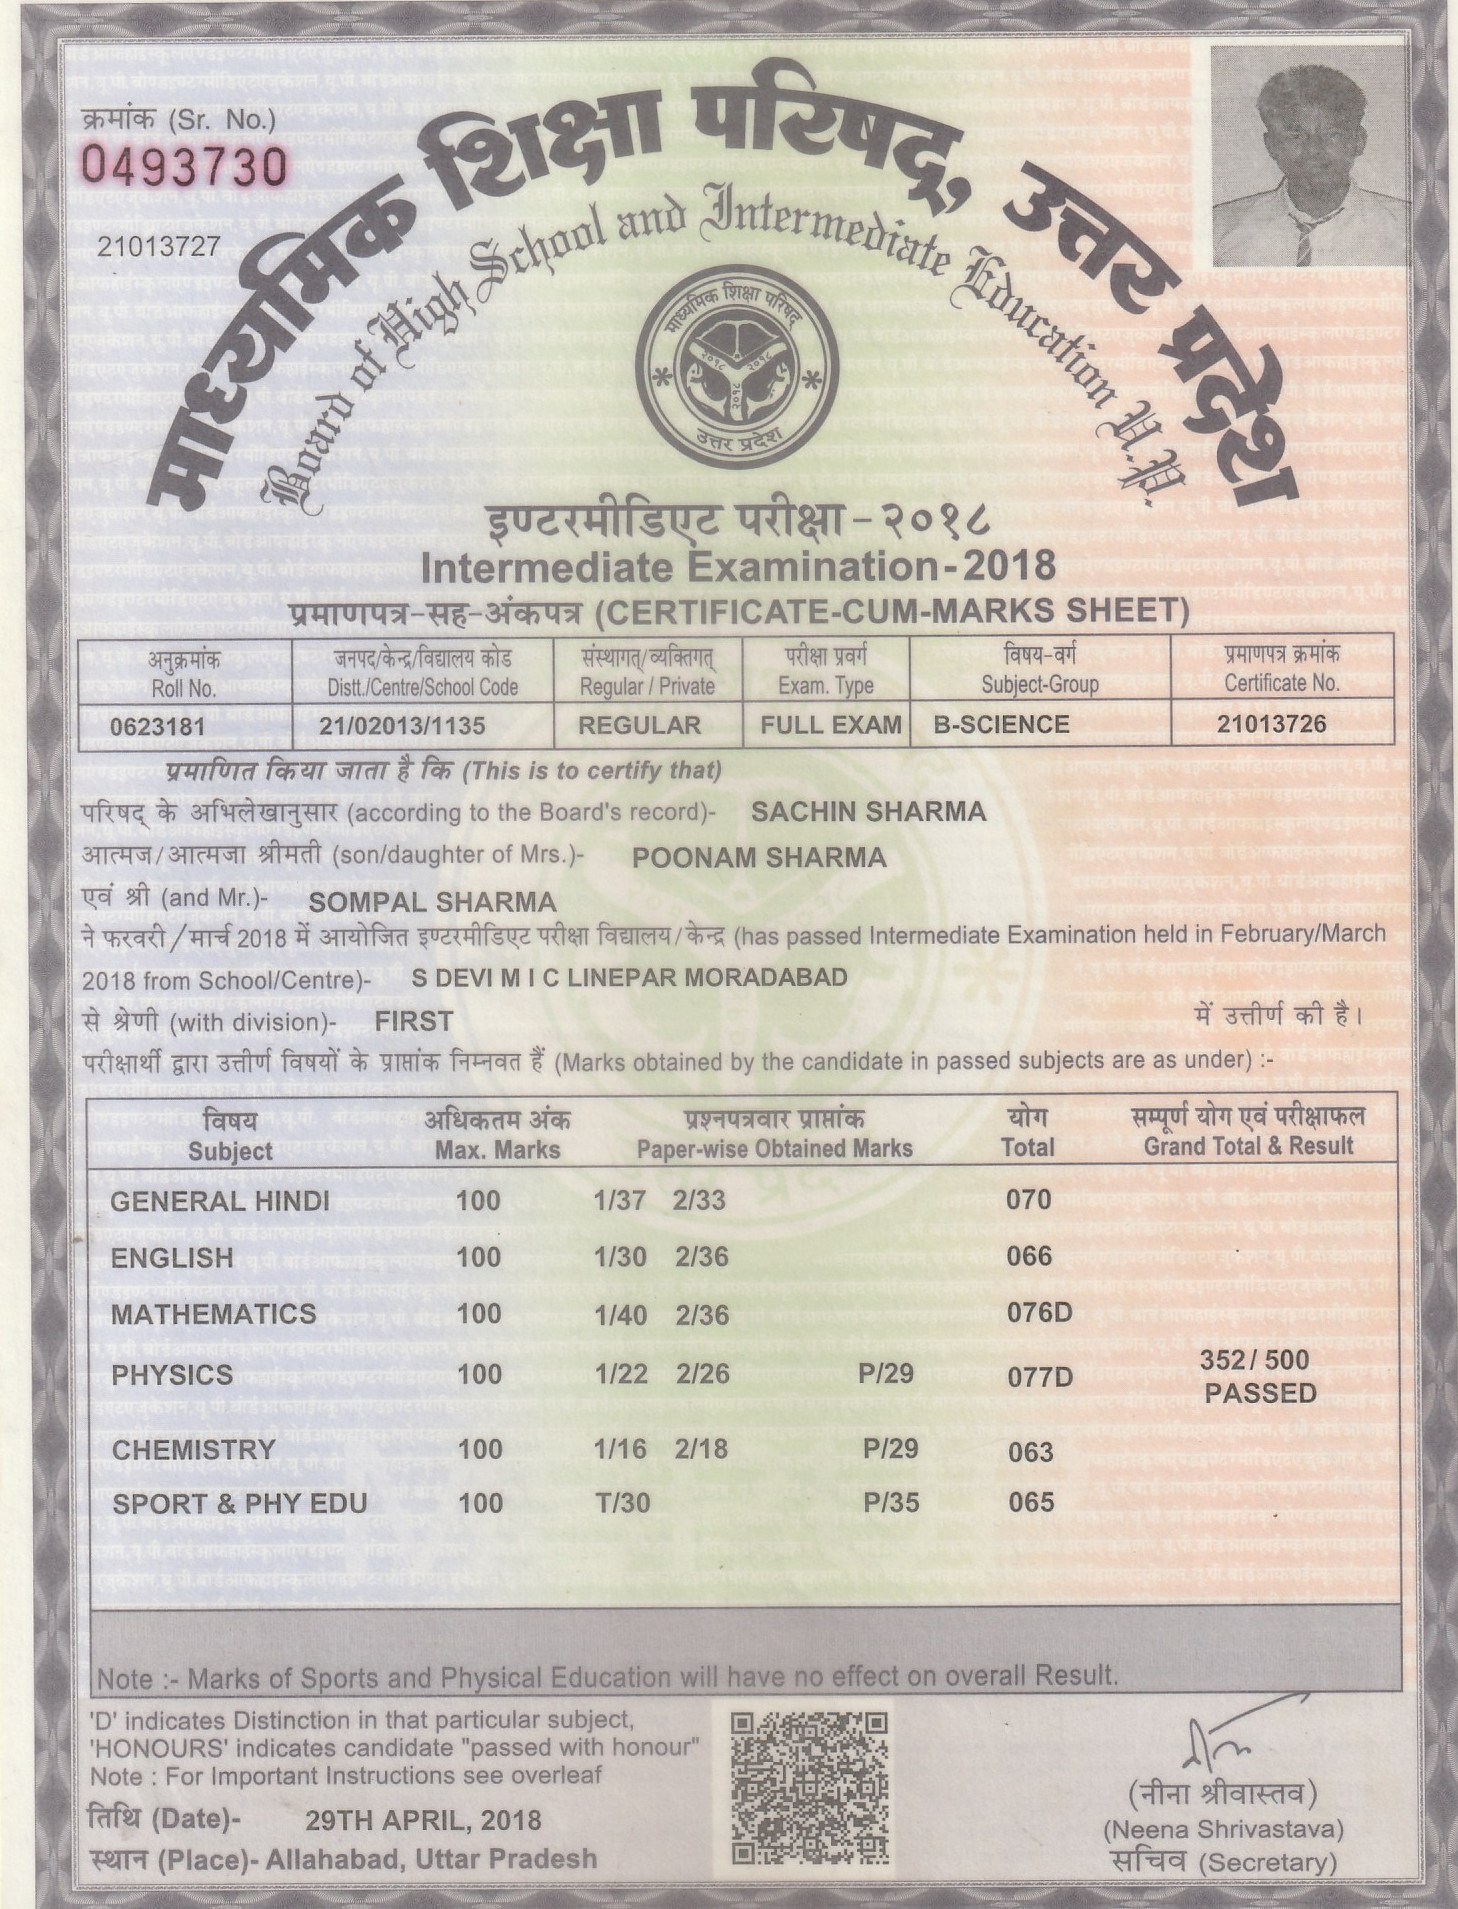 क्रमांक (Sr. No.)
0493730
21013727
माध्यमिक शिक्षा परिषद्, उत्तर प्रदेश
Board of High School and Intermediate Education U.P.
माध्यमिक शिक्षा परिषद्
२०१८ २०१८
२०१८
उत्तर प्रदेश
इण्टरमीडिएट परीक्षा - २०१८
Intermediate Examination - 2018
प्रमाणपत्र-सह-अंकपत्र (CERTIFICATE-CUM-MARKS SHEET)
अनुक्रमांक जनपद/केन्द्र/विद्यालय कोड संस्थागत्/व्यक्तिगत् परीक्षा प्रवर्ग विषय-वर्ग प्रमाणपत्र क्रमांक
Roll No. Distt./Centre/School Code Regular / Private Exam. Type Subject-Group Certificate No.
0623181 21/02013/1135 REGULAR FULL EXAM B-SCIENCE 21013726
प्रमाणित किया जाता है कि (This is to certify that)
परिषद् के अभिलेखानुसार (according to the Board's record)- SACHIN SHARMA
आत्मज/आत्मजा श्रीमती (son/daughter of Mrs.)- POONAM SHARMA
एवं श्री (and Mr.)- SOMPAL SHARMA
ने फरवरी/मार्च 2018 में आयोजित इण्टरमीडिएट परीक्षा विद्यालय/केन्द्र (has passed Intermediate Examination held in February/March
2018 from School/Centre)- S DEVI M I C LINEPAR MORADABAD
से श्रेणी (with division)- FIRST में उत्तीर्ण की है।
परीक्षार्थी द्वारा उत्तीर्ण विषयों के प्राप्तांक निम्नवत हैं (Marks obtained by the candidate in passed subjects are as under) :-
विषय अधिकतम अंक प्रश्नपत्रवार प्राप्तांक योग सम्पूर्ण योग एवं परीक्षाफल
Subject Max. Marks Paper-wise Obtained Marks Total Grand Total & Result
GENERAL HINDI 100 1/37 2/33 070
ENGLISH 100 1/30 2/36 066
MATHEMATICS 100 1/40 2/36 076D
PHYSICS 100 1/22 2/26 P/29 077D 352/ 500
PASSED
CHEMISTRY 100 1/16 2/18 P/29 063
SPORT & PHY EDU 100 T/30 P/35 065
Note :- Marks of Sports and Physical Education will have no effect on overall Result.
'D' indicates Distinction in that particular subject,
'HONOURS' indicates candidate "passed with honour"
Note : For Important Instructions see overleaf
तिथि (Date)- 29TH APRIL, 2018
स्थान (Place)- Allahabad, Uttar Pradesh
(नीना श्रीवास्तव)
(Neena Shrivastava)
सचिव (Secretary)